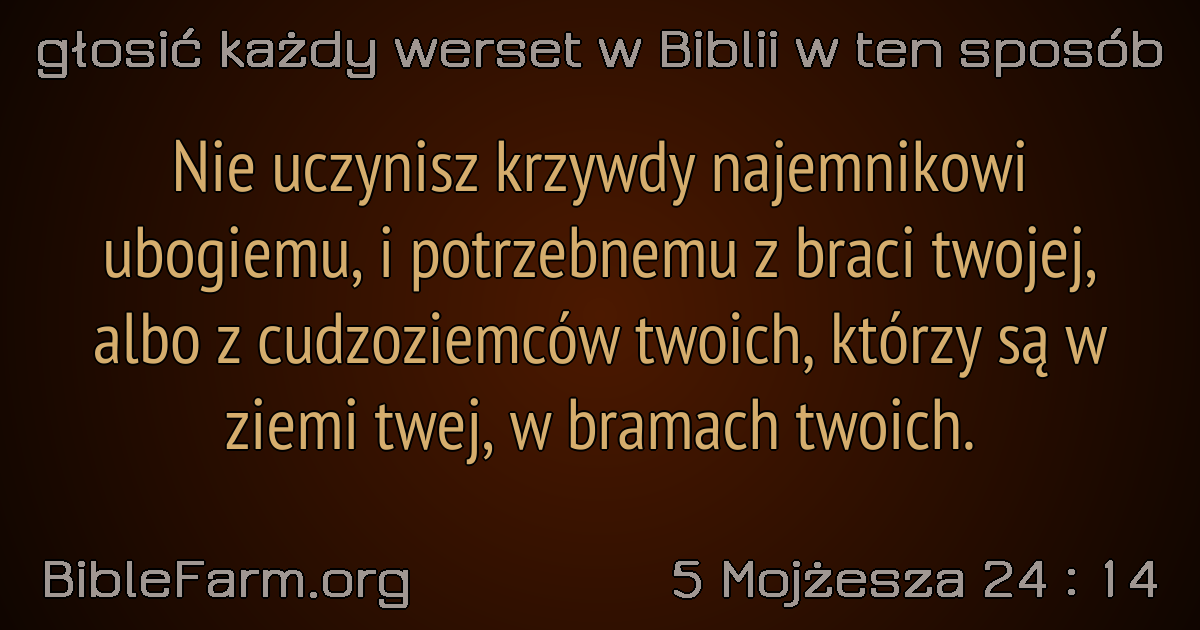 głosić każdy werset w Biblii w ten sposób
Nie uczynisz krzywdy najemnikowi
ubogiemu, i potrzebnemu z braci twojej,
albo z cudzoziemców twoich, którzy są w
ziemi twej, w bramach twoich.
BibleFarm.org
5 Mojżesza 24 : 14